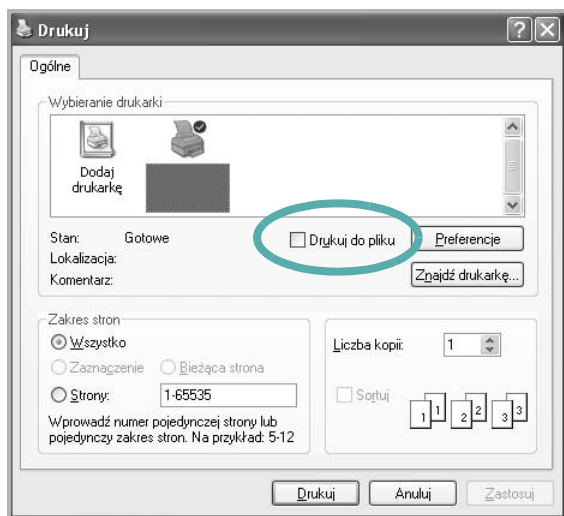 Drukuj
Ogólne
Wybieranie drukarki
Dodaj
drukarkę
Stan: Gotowe
Lokalizacja:
Komentarz:
Drukuj do pliku
Preferencje
Znajdź drukarkę...
Zakres stron
Wszystko
Zaznaczenie Bieżąca strona
Strony: 1-65535
Wprowadź numer pojedynczej strony lub
pojedynczy zakres stron. Na przykład: 5-12
Liczba kopii: 1
Sortuj
1 1 2 2 3 3
Drukuj Anuluj Zastosuj